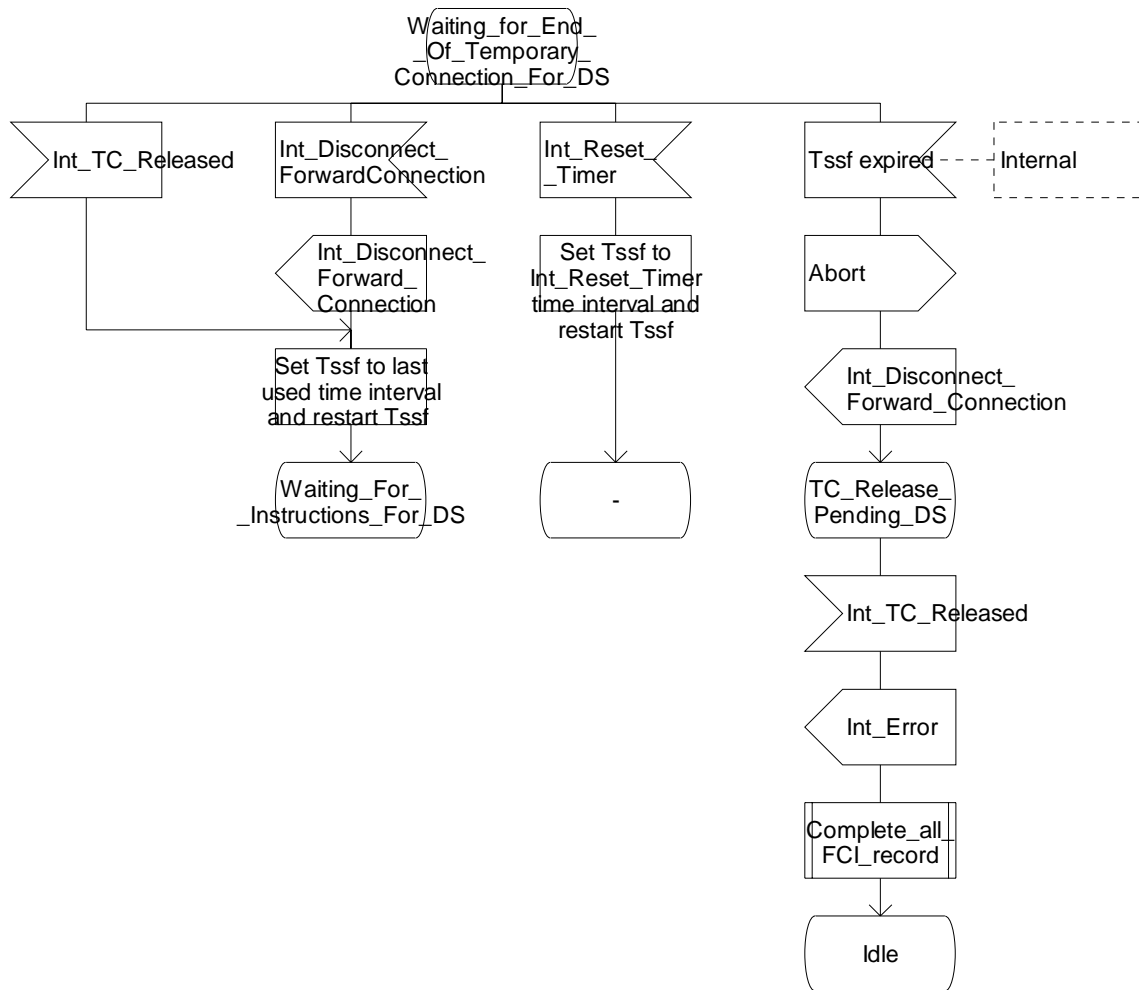 Waiting_for_End_
_Of_Temporary_
Connection_For_DS
Int_TC_Released
Int_Disconnect_
ForwardConnection
Int_Reset_
_Timer
Tssf expired
Internal
Int_Disconnect_
Forward_
Connection
Set Tssf to
Int_Reset_Timer
time interval and
restart Tssf
Abort
Set Tssf to last
used time interval
and restart Tssf
Int_Disconnect_
Forward_Connection
Waiting_For_
_Instructions_For_DS
-
TC_Release_
Pending_DS
Int_TC_Released
Int_Error
Complete_all_
FCI_record
Idle